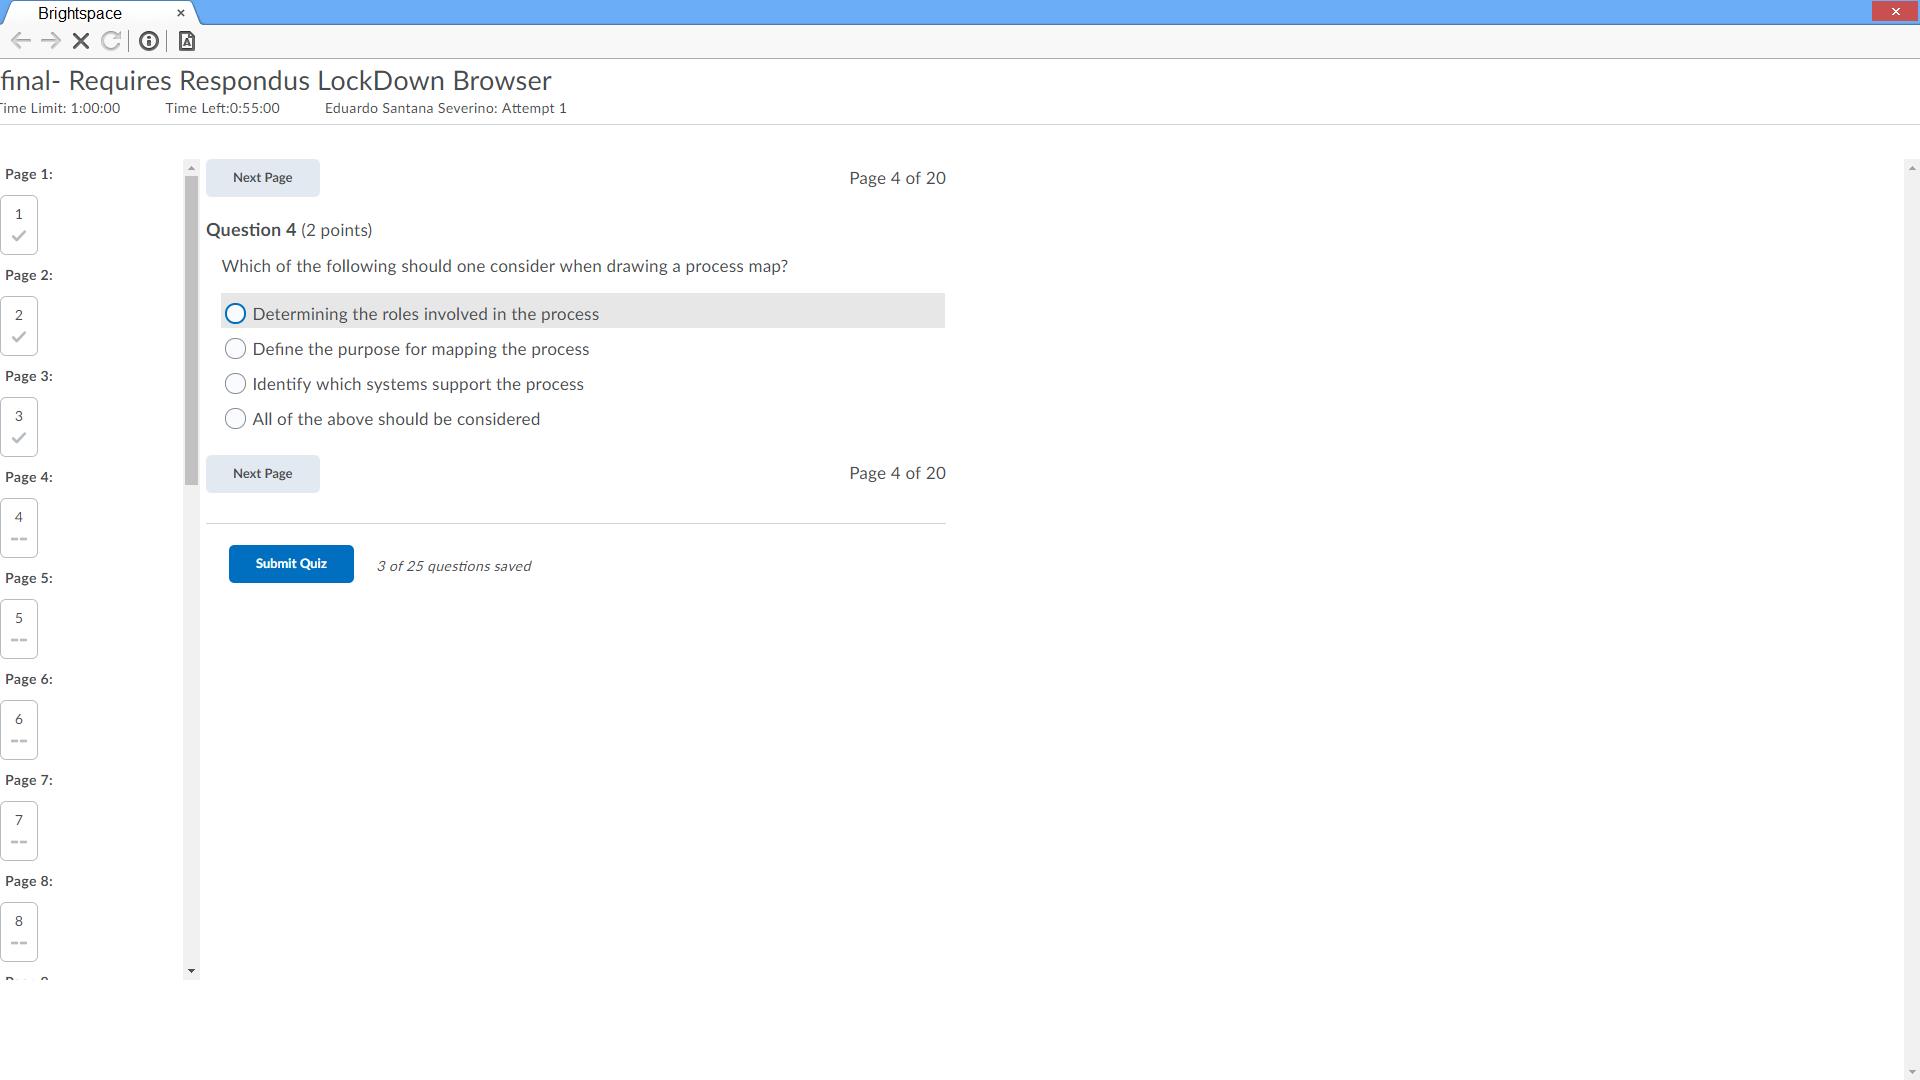 Brightspace
final- Requires Respondus LockDown Browser
Time Limit: 1:00:00 Time Left:0:55:00 Eduardo Santana Severino: Attempt 1
Page 1:
1
Page 2:
2
Page 3:
3
Page 4:
4
--
Page 5:
5
--
Page 6:
6
--
Page 7:
7
--
Page 8:
8
--
Next Page Page 4 of 20
Question 4 (2 points)
Which of the following should one consider when drawing a process map?
Determining the roles involved in the process
Define the purpose for mapping the process
Identify which systems support the process
All of the above should be considered
Next Page Page 4 of 20
Submit Quiz 3 of 25 questions saved